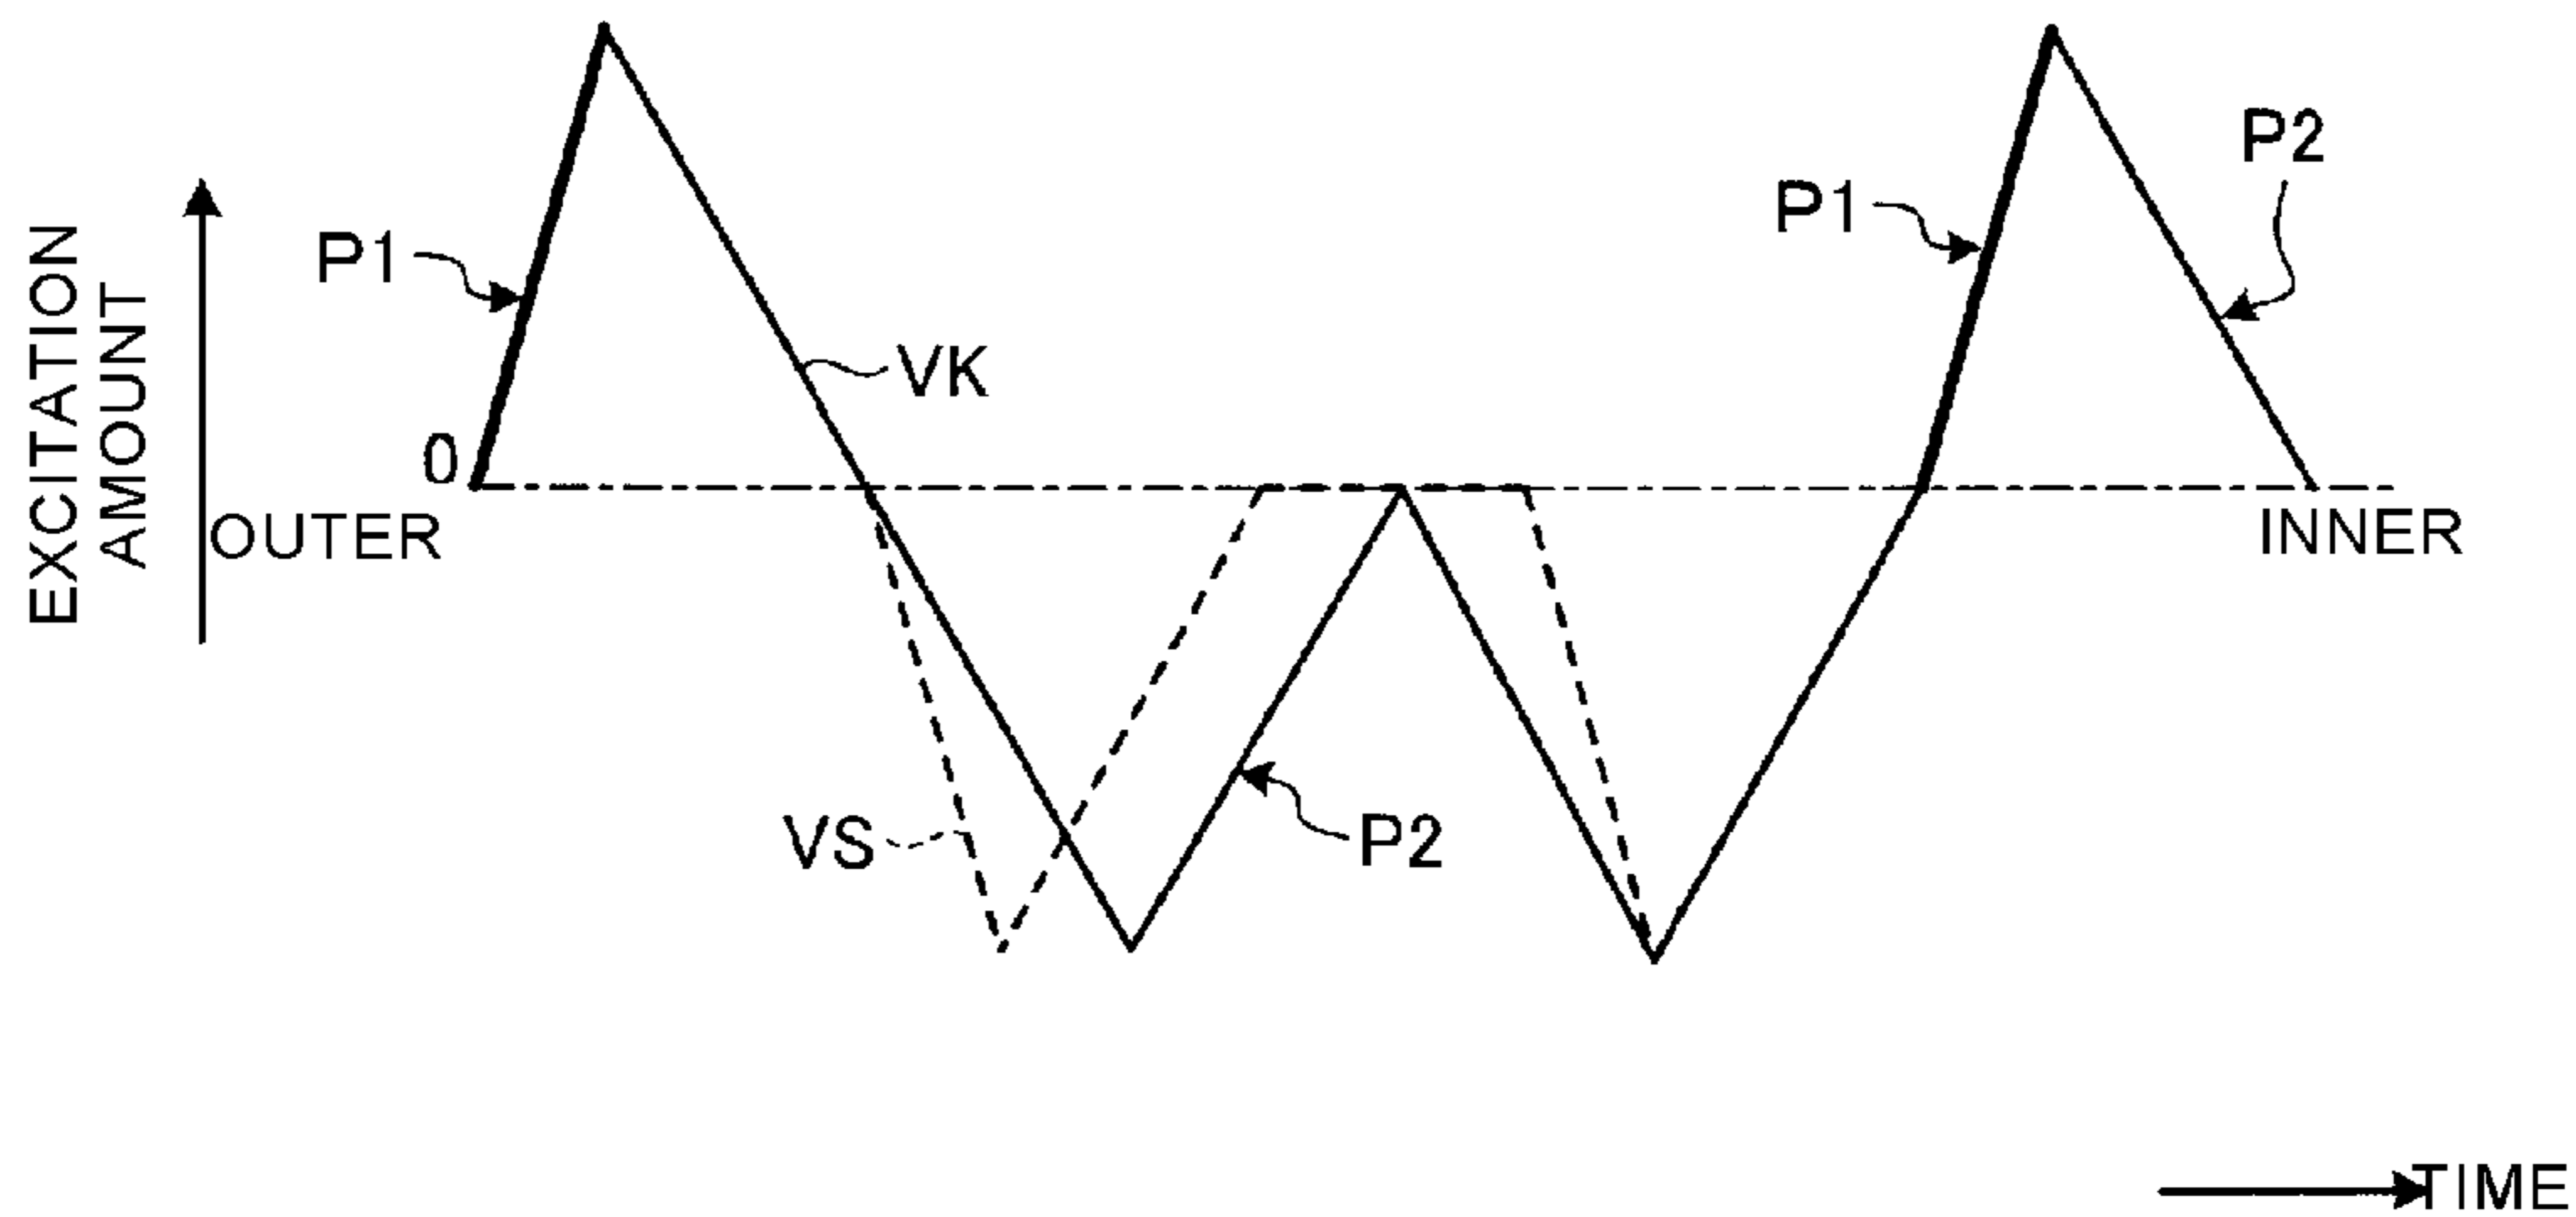 EXCITATION
AMOUNT
P1
VK
0
OUTER
VS
P2
P1
P2
INNER
TIME